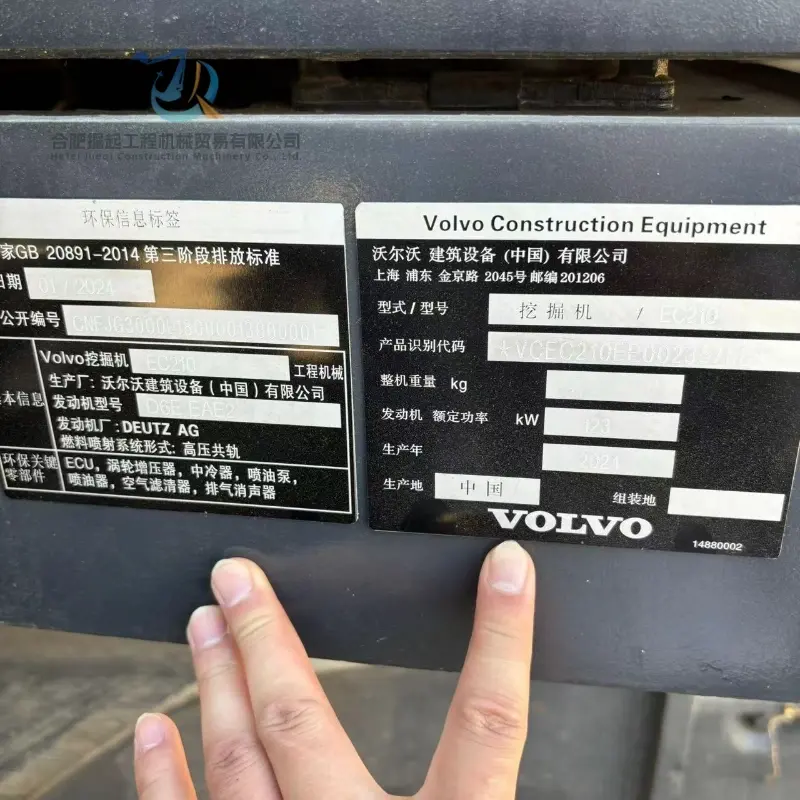 合肥掘起工程机械贸易有限公司
Hefei Jueqi Construction Machinery Co., Ltd.
环保信息标签
家GB 20891-2014 第三阶段排放标准
日期 01 / 2024
公开编号
Volvo挖掘机 EC210 工程机械
生产厂: 沃尔沃建筑设备 (中国) 有限公司
本信息
发动机型号 D6E EAE2
发动机厂: DEUTZ AG
燃料喷射系统形式: 高压共轨
环保关键
零部件
ECU, 涡轮增压器, 中冷器, 喷油泵,
喷油器, 空气滤清器, 排气消声器
Volvo Construction Equipment
沃尔沃 建筑设备 (中国) 有限公司
上海 浦东 金京路 2045号 邮编 201206
型式 / 型号 挖掘机 / EC210
产品识别代码
整机重量 kg
发动机 额定功率 kW 123
生产年 2024
生产地 中国 组装地
VOLVO
14880002